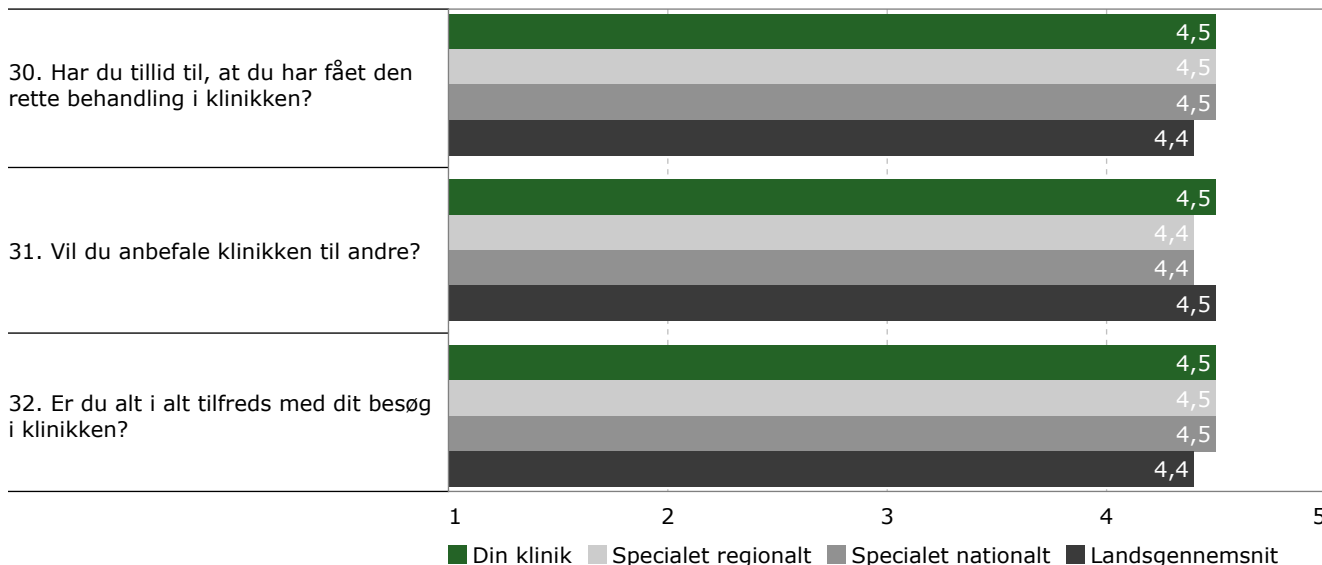 30. Har du tillid til, at du har fået den
rette behandling i klinikken?
4,5
4,5
4,5
4,4
31. Vil du anbefale klinikken til andre?
4,5
4,4
4,4
4,5
32. Er du alt i alt tilfreds med dit besøg
i klinikken?
4,5
4,5
4,5
4,4
1 2 3 4 5
Din klinik Specialet regionalt Specialet nationalt Landsgennemsnit